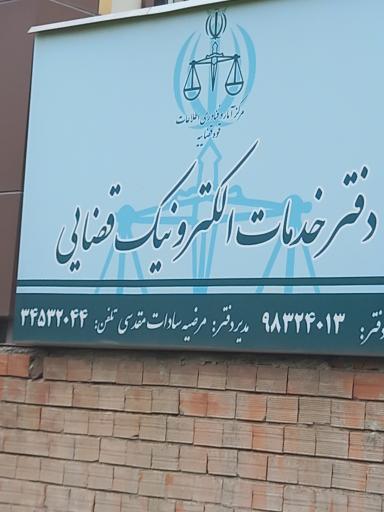 مرکز آمار و فناوری اطلاعات
قوه قضاییه
دفتر خدمات الکترونیک قضایی
دفتر: ۹۸۳۲۴۰۱۳ مدیر دفتر: مرضیه سادات مقدسی تلفن: ۳۴۵۳۲۰۴۴